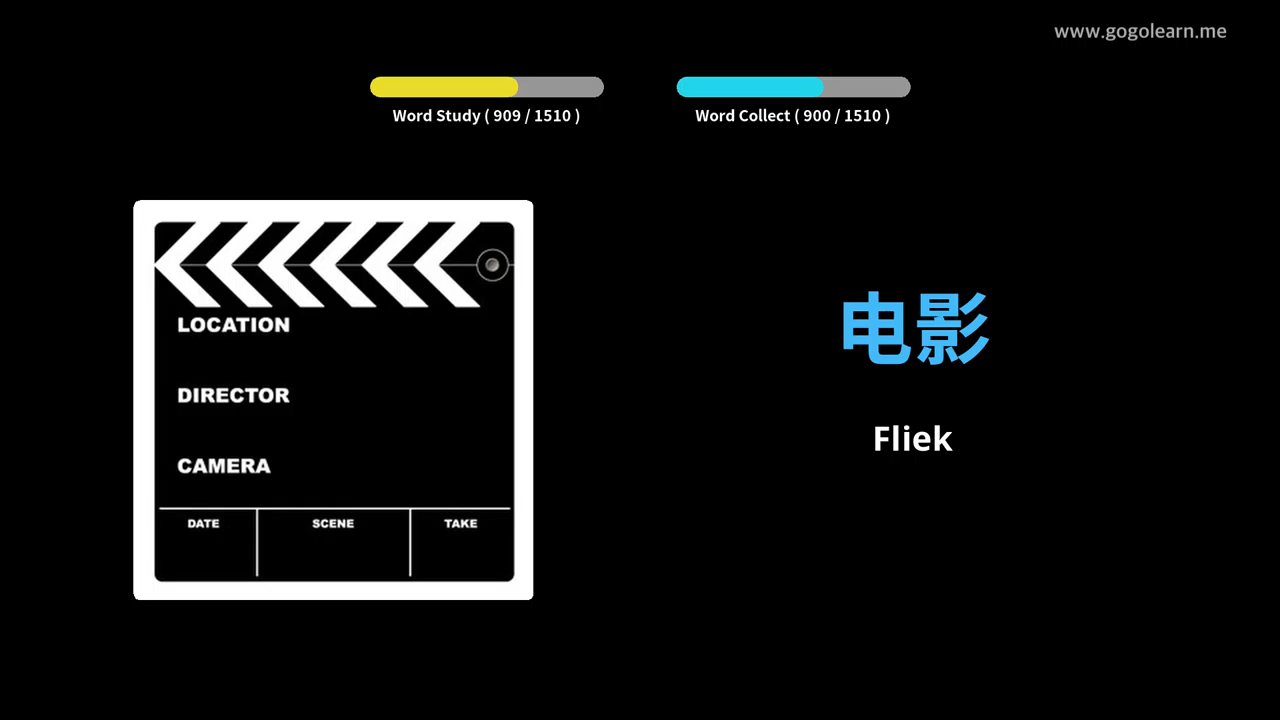 www.gogolearn.me
Word Study ( 909 / 1510 )
Word Collect ( 900 / 1510 )
LOCATION
DIRECTOR
CAMERA
DATE
SCENE
TAKE
电影
Fliek